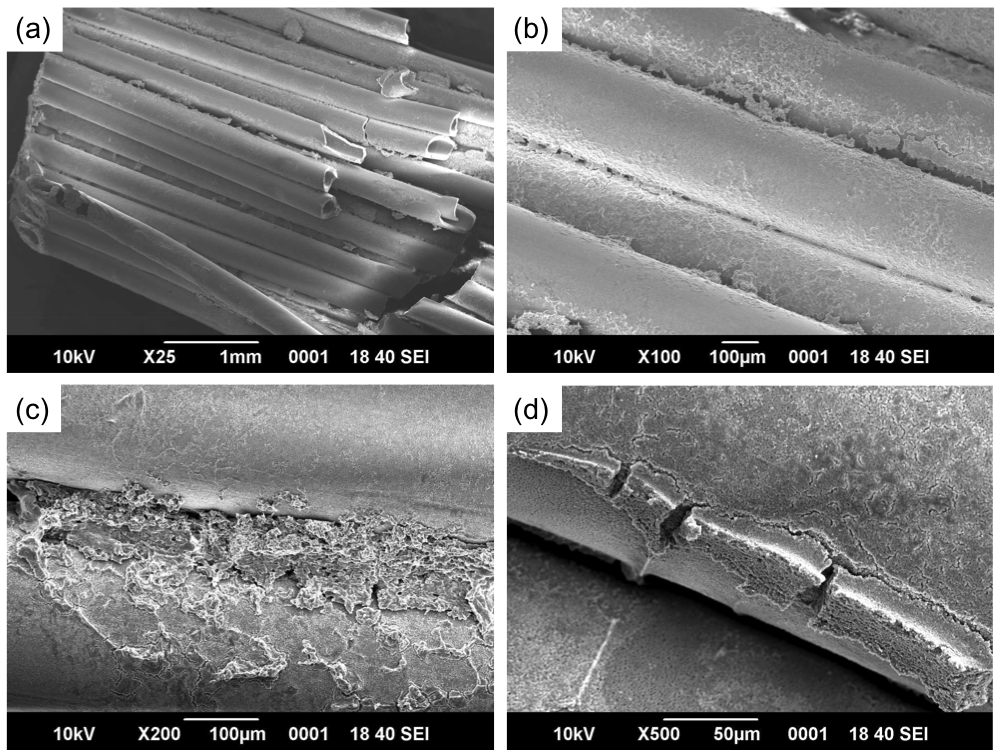 (a)
(b)
10kV X25 1mm 0001 18 40 SEI
10kV X100 100µm 0001 18 40 SEI
(c)
(d)
10kV X200 100µm 0001 18 40 SEI
10kV X500 50µm 0001 18 40 SEI